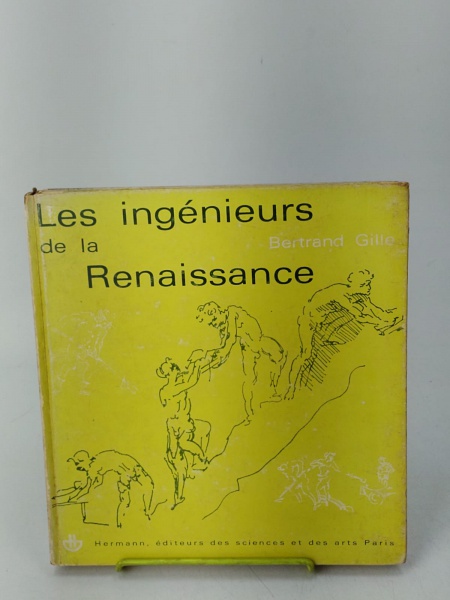 Les ingénieurs
de la
Bertrand Gille
Renaissance
Hermann, éditeurs des sciences et des arts Paris